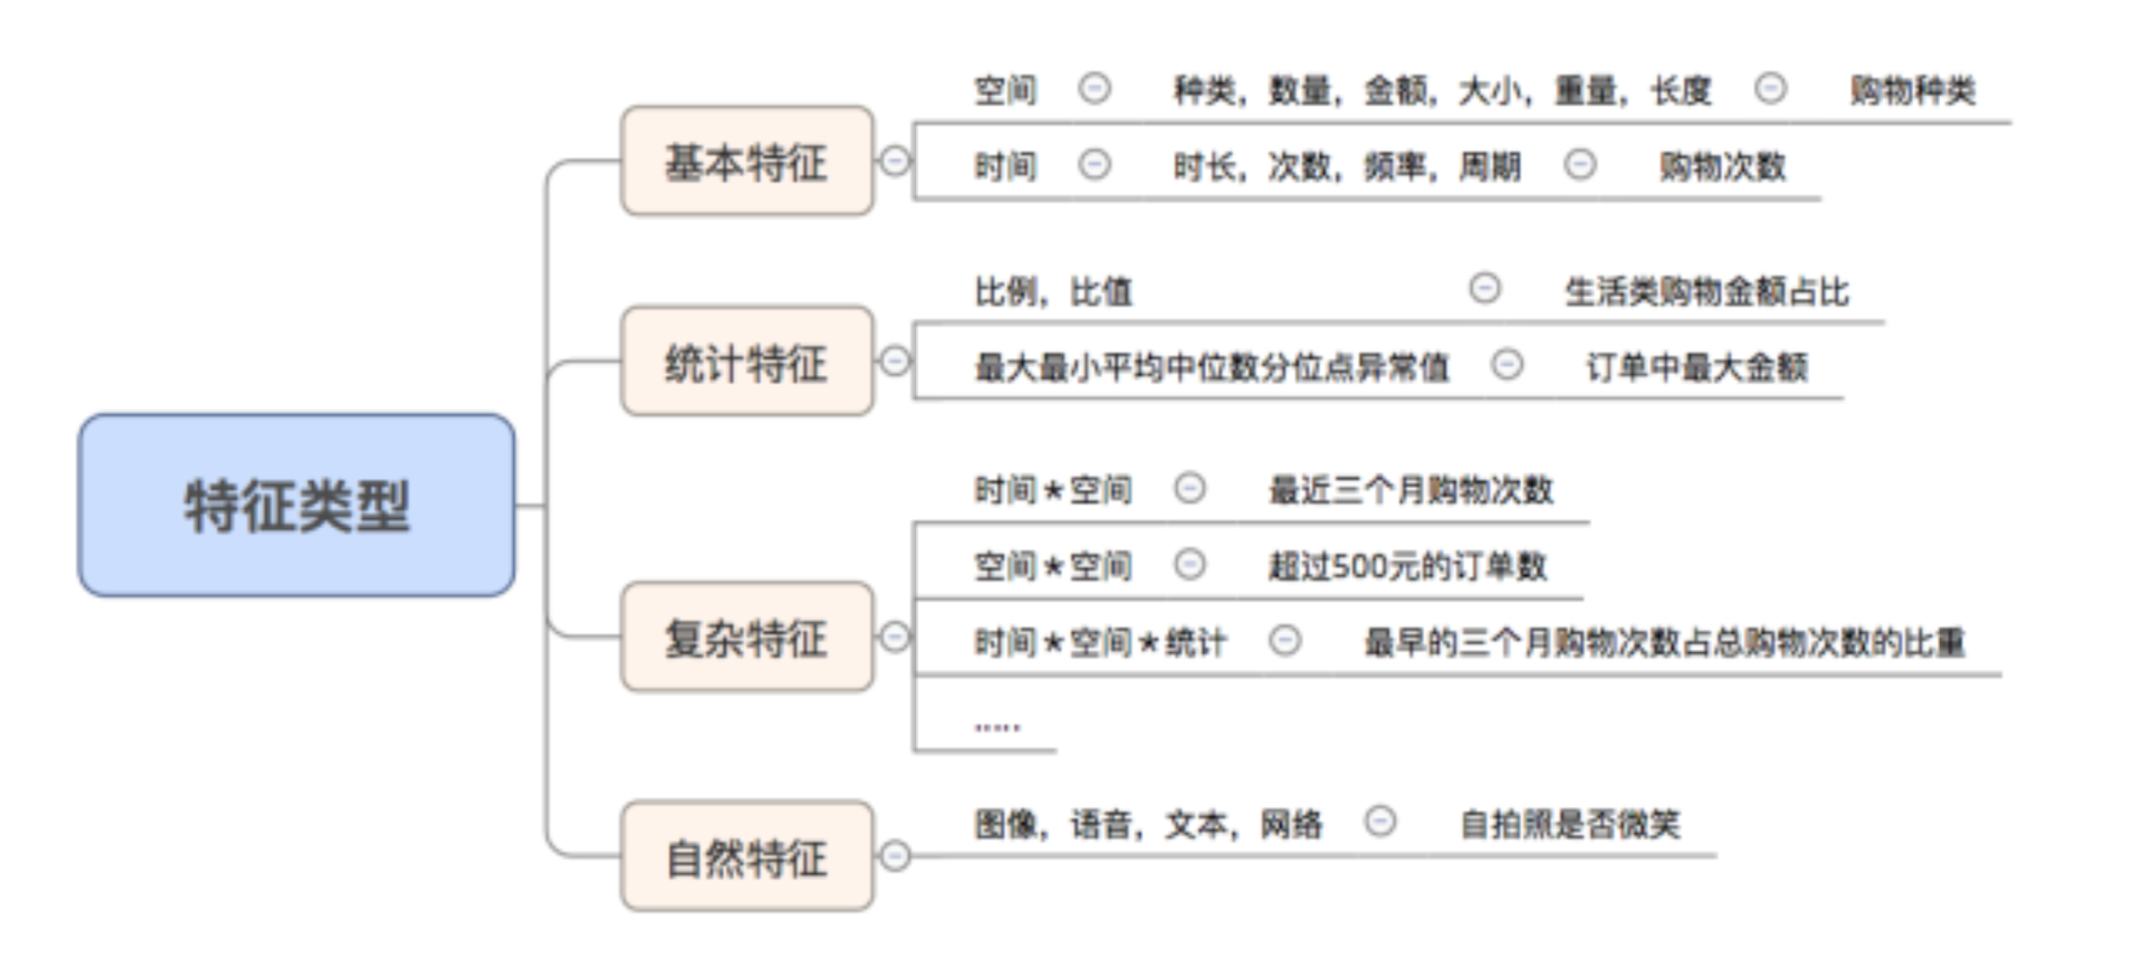 特征类型
基本特征
空间 种类，数量，金额，大小，重量，长度 购物种类
时间 时长，次数，频率，周期 购物次数
统计特征
比例，比值 生活类购物金额占比
最大最小平均中位数分位点异常值 订单中最大金额
复杂特征
时间*空间 最近三个月购物次数
空间*空间 超过500元的订单数
时间*空间*统计 最早的三个月购物次数占总购物次数的比重
.....
自然特征
图像，语音，文本，网络 自拍照是否微笑